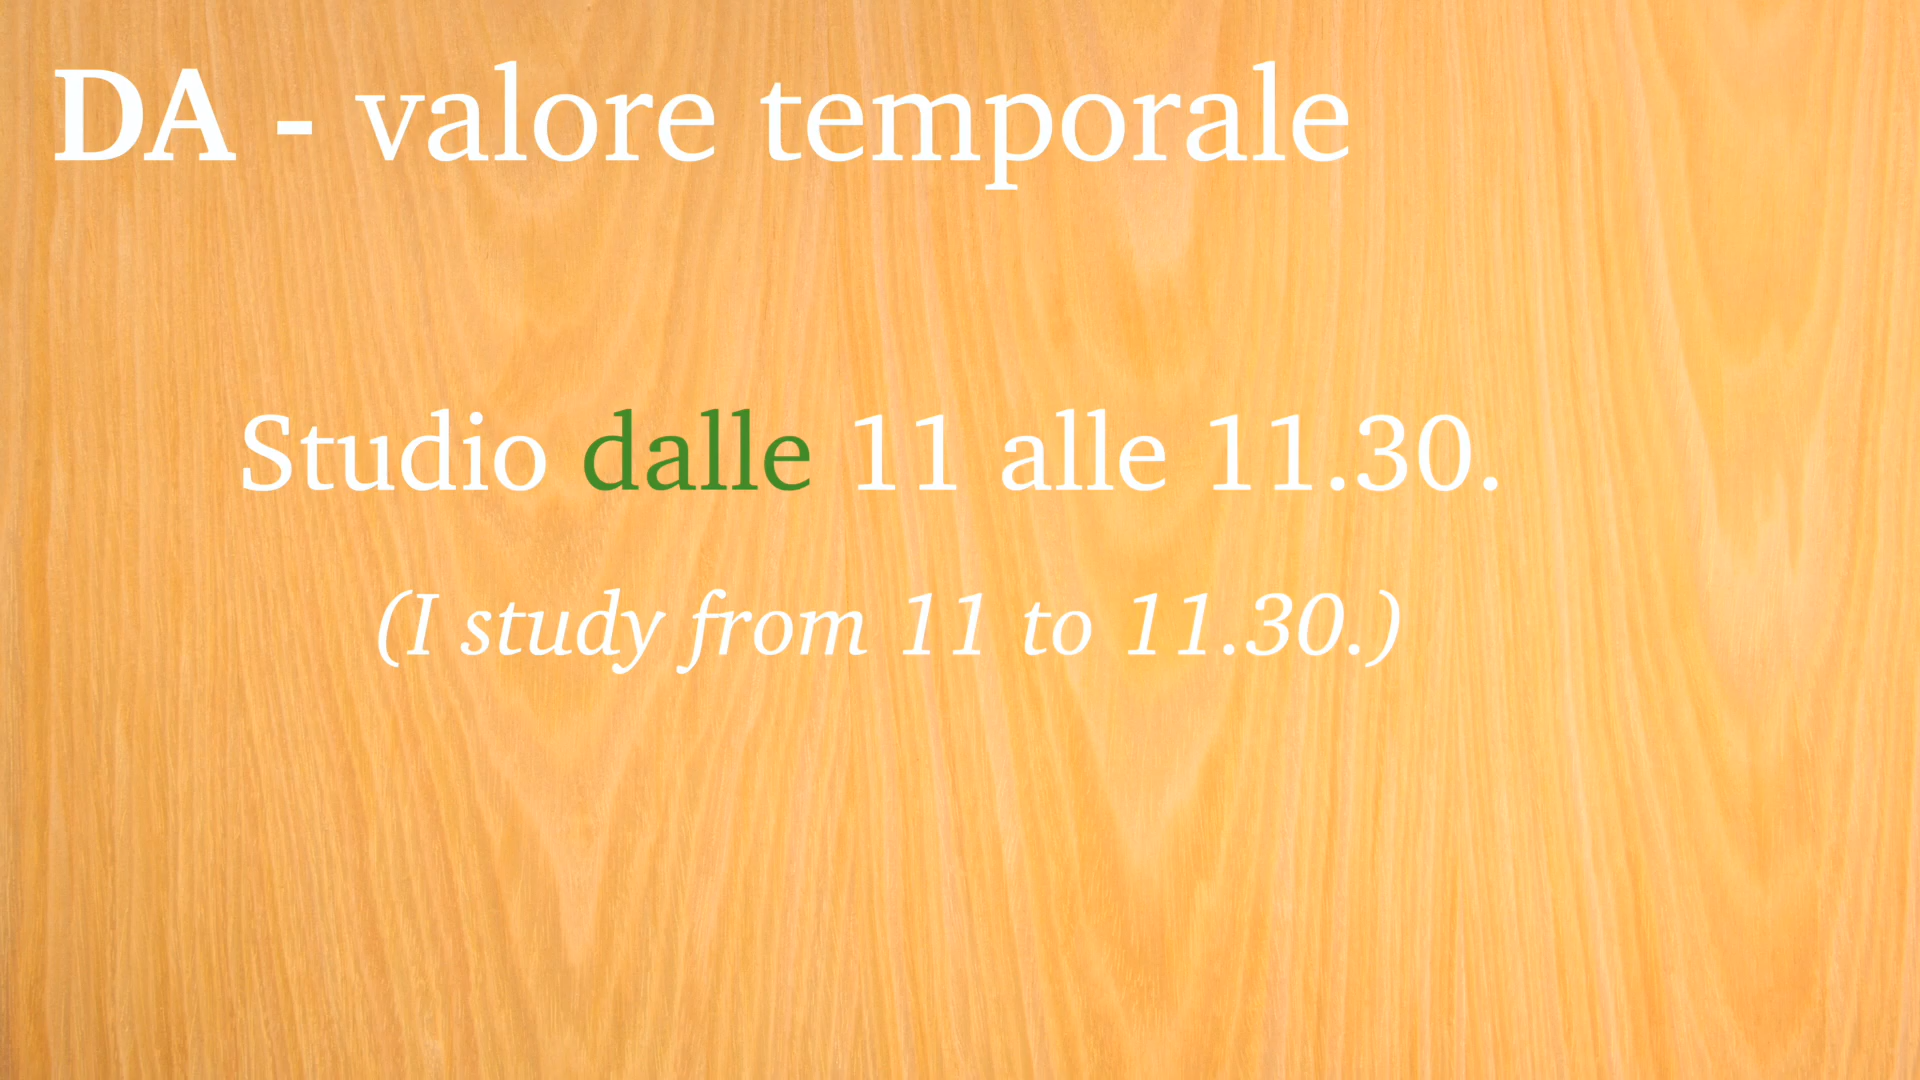 DA - valore temporale
Studio dalle 11 alle 11.30.
(I study from 11 to 11.30.)